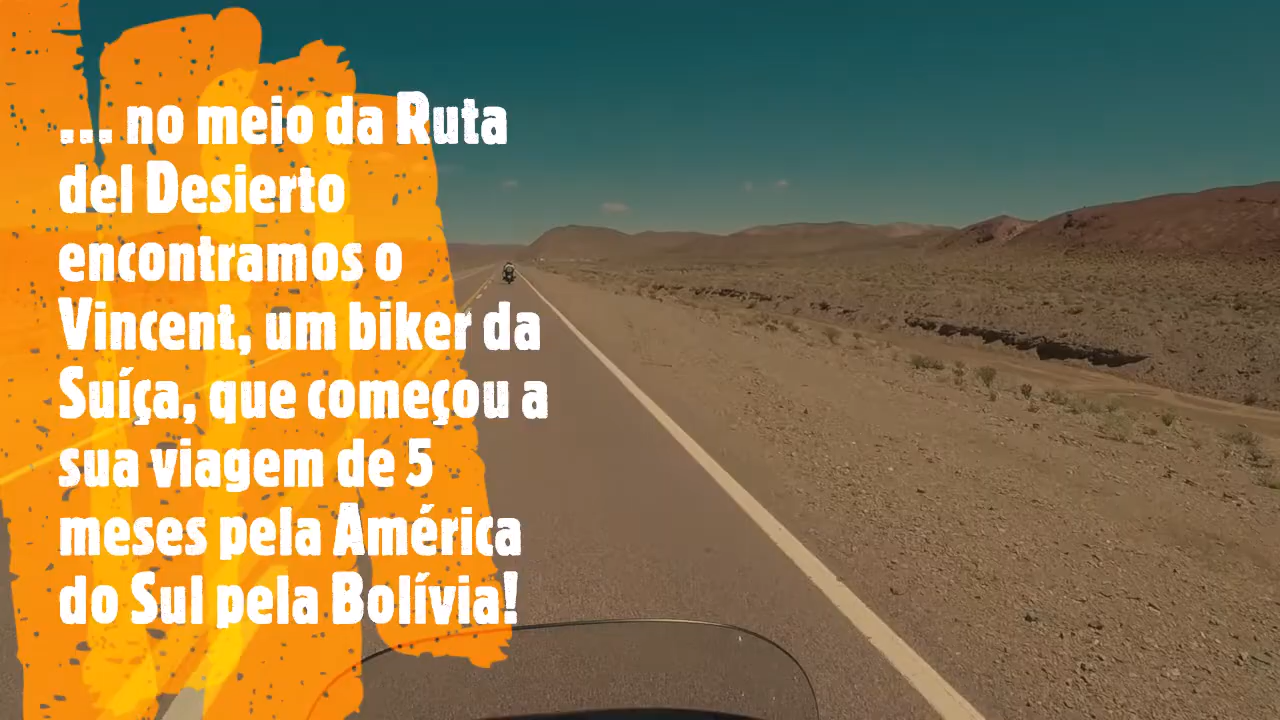 ... no meio da Ruta
del Desierto
encontramos o
Vincent, um biker da
Suíça, que começou a
sua viagem de 5
meses pela América
do Sul pela Bolívia!